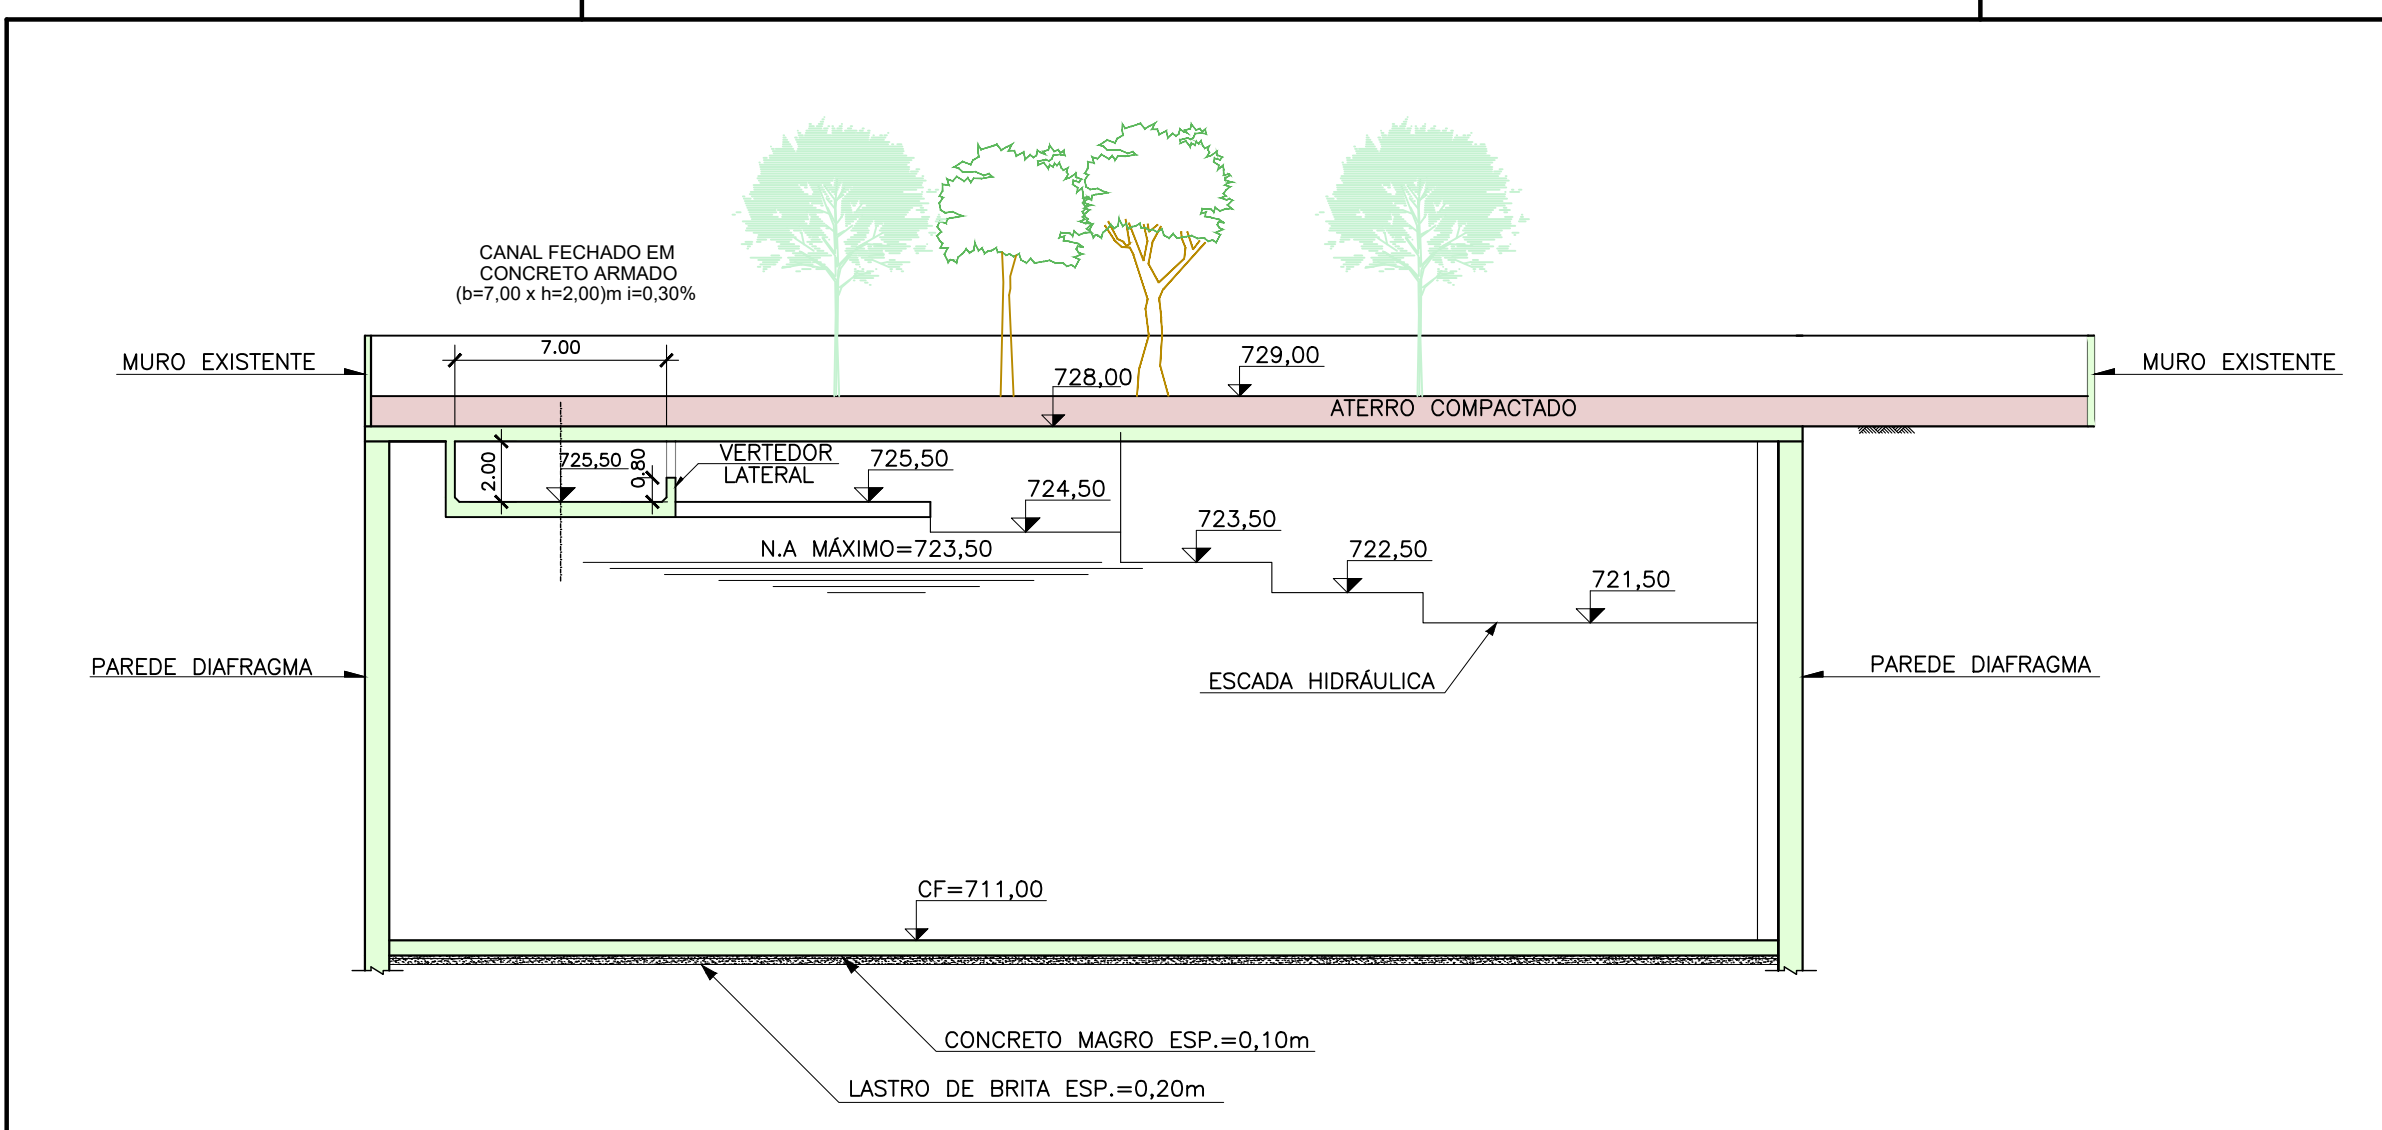 CANAL FECHADO EM
CONCRETO ARMADO
(b=7,00 x h=2,00)m i=0,30%
MURO EXISTENTE
7.00
728,00
729,00
MURO EXISTENTE
ATERRO COMPACTADO
2.00
725,50
0.80
VERTEDOR
LATERAL
725,50
724,50
723,50
N.A MÁXIMO=723,50
722,50
721,50
ESCADA HIDRÁULICA
PAREDE DIAFRAGMA
PAREDE DIAFRAGMA
CF=711,00
CONCRETO MAGRO ESP.=0,10m
LASTRO DE BRITA ESP.=0,20m